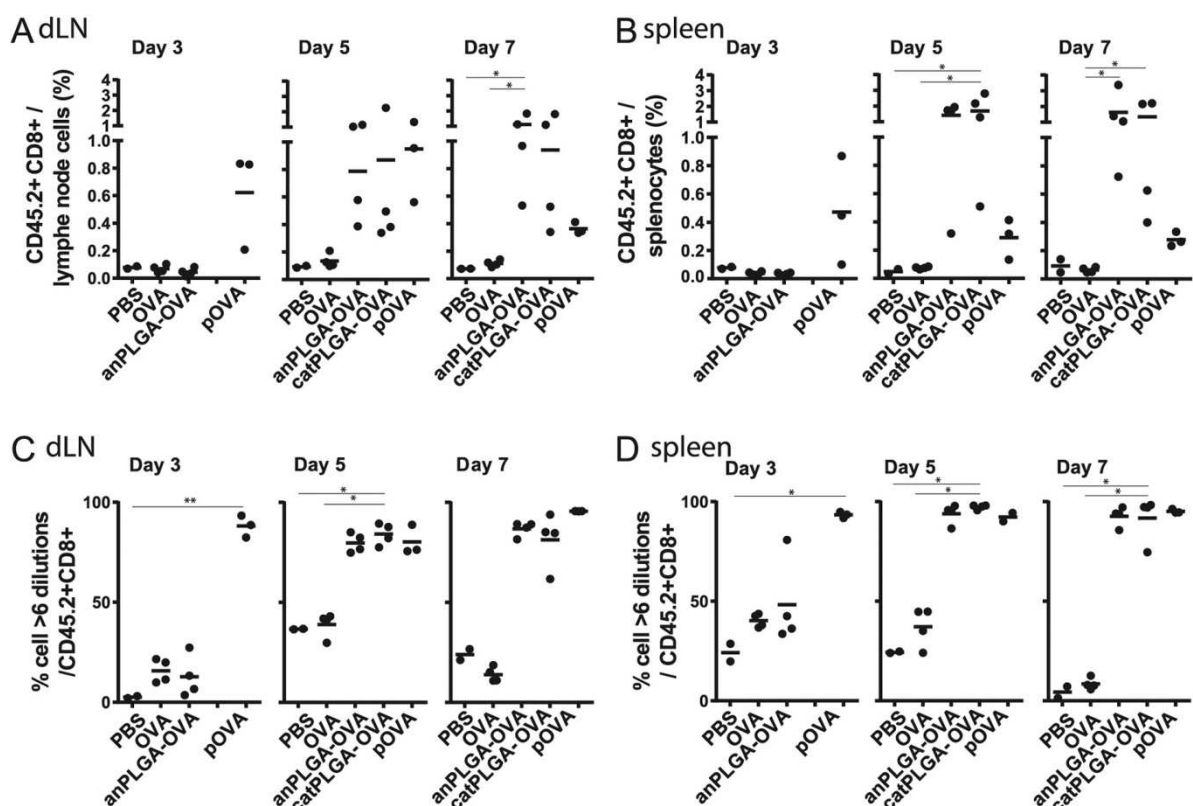 A dLN
Day 3
Day 5
Day 7
CD45.2+ CD8+ /
lymphe node cells (%)
4
3
2
1
1.0
0.8
0.6
0.4
0.2
0.0
*
*
PBS
OVA
anPLGA-OVA
pOVA
PBS
OVA
anPLGA-OVA
catPLGA-OVA
pOVA
PBS
OVA
anPLGA-OVA
catPLGA-OVA
pOVA
B spleen
Day 3
Day 5
Day 7
CD45.2+ CD8+ /
splenocytes (%)
4
3
2
1
1.0
0.8
0.6
0.4
0.2
0.0
*
*
*
*
PBS
OVA
anPLGA-OVA
pOVA
PBS
OVA
anPLGA-OVA
catPLGA-OVA
pOVA
PBS
OVA
anPLGA-OVA
catPLGA-OVA
pOVA
C dLN
Day 3
Day 5
Day 7
% cell >6 dilutions
/CD45.2+CD8+
100
50
0
**
*
*
PBS
OVA
anPLGA-OVA
pOVA
PBS
OVA
anPLGA-OVA
catPLGA-OVA
pOVA
PBS
OVA
anPLGA-OVA
catPLGA-OVA
pOVA
D spleen
Day 3
Day 5
Day 7
% cell >6 dilutions
/ CD45.2+CD8+
100
50
0
*
*
*
*
*
PBS
OVA
anPLGA-OVA
pOVA
PBS
OVA
anPLGA-OVA
catPLGA-OVA
pOVA
PBS
OVA
anPLGA-OVA
catPLGA-OVA
pOVA